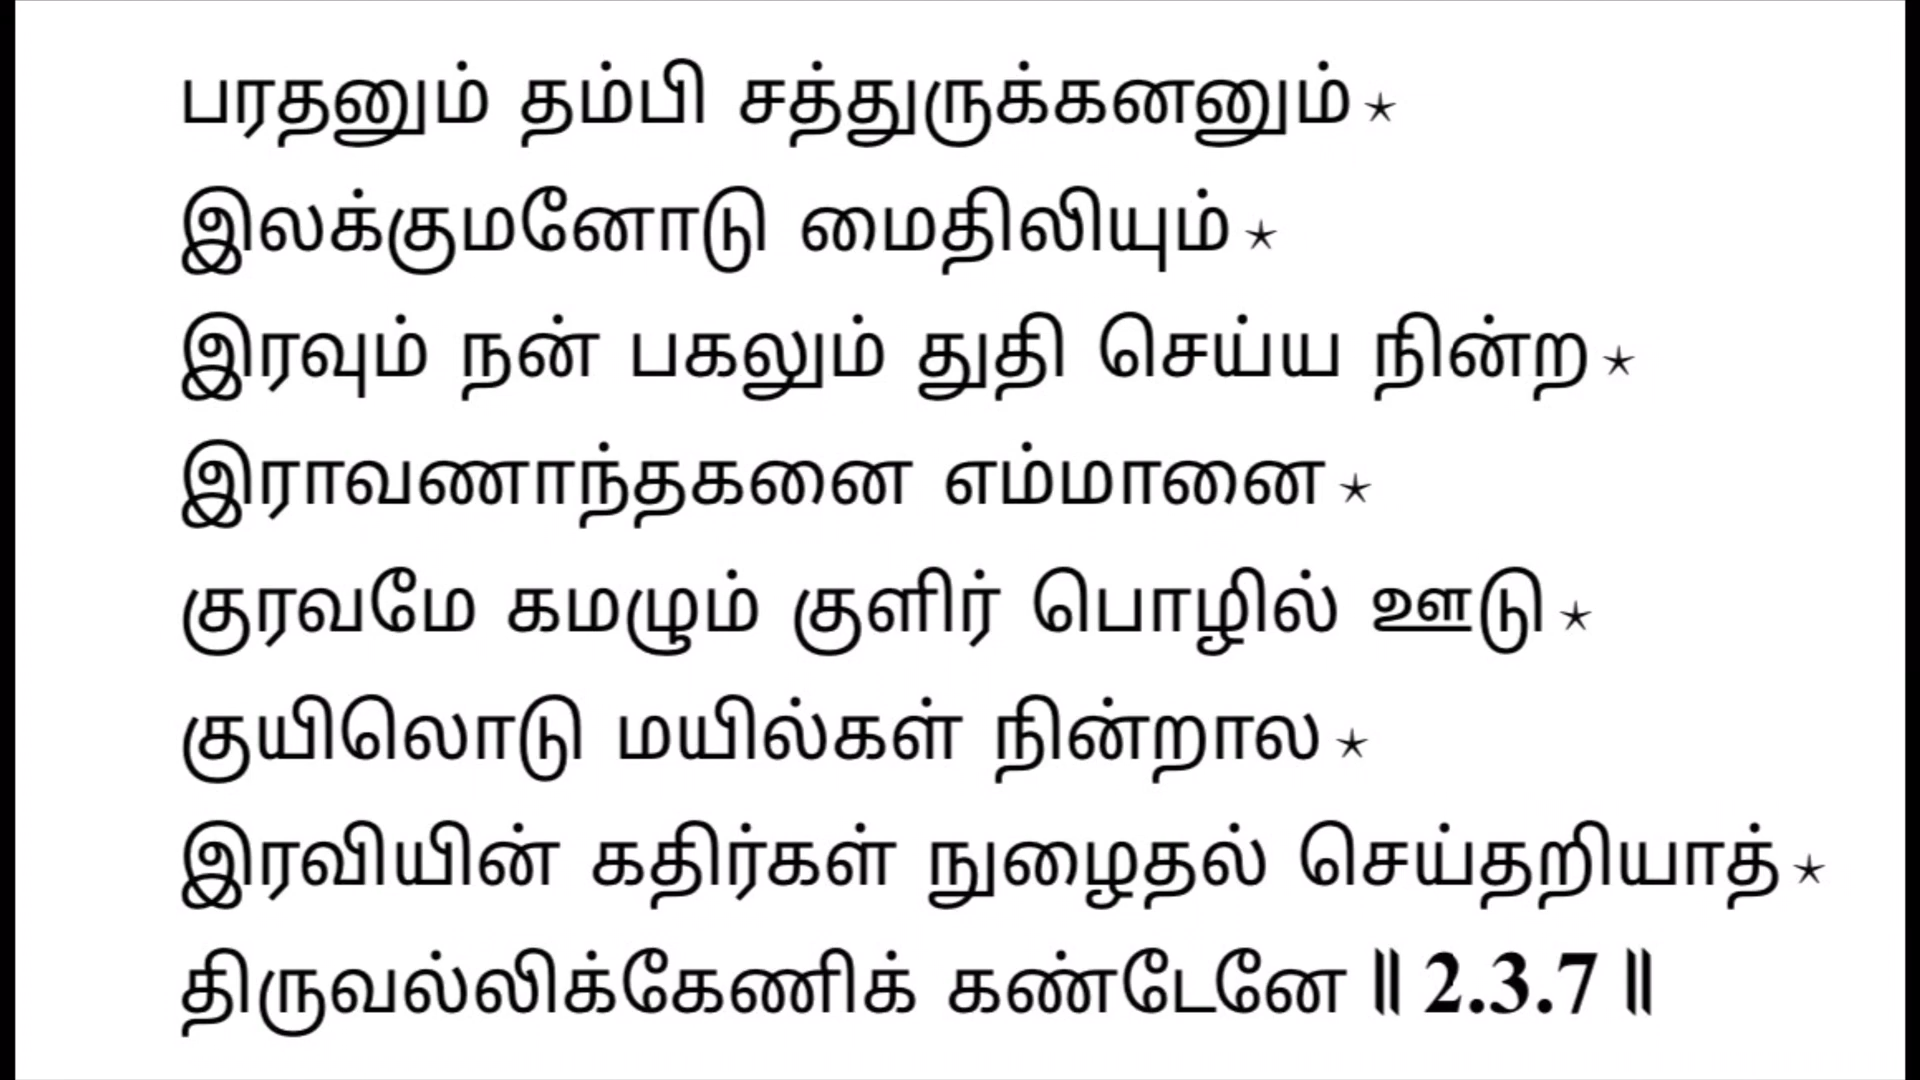 பரதனும் தம்பி சத்துருக்கனனும்⋆
இலக்குமனோடு மைதிலியும்⋆
இரவும் நன் பகலும் துதி செய்ய நின்ற⋆
இராவணாந்தகனை எம்மானை⋆
குரவமே கமழும் குளிர் பொழில் ஊடு⋆
குயிலொடு மயில்கள் நின்றால⋆
இரவியின் கதிர்கள் நுழைதல் செய்தறியாத்⋆
திருவல்லிக்கேணிக் கண்டேனே || 2.3.7 ||